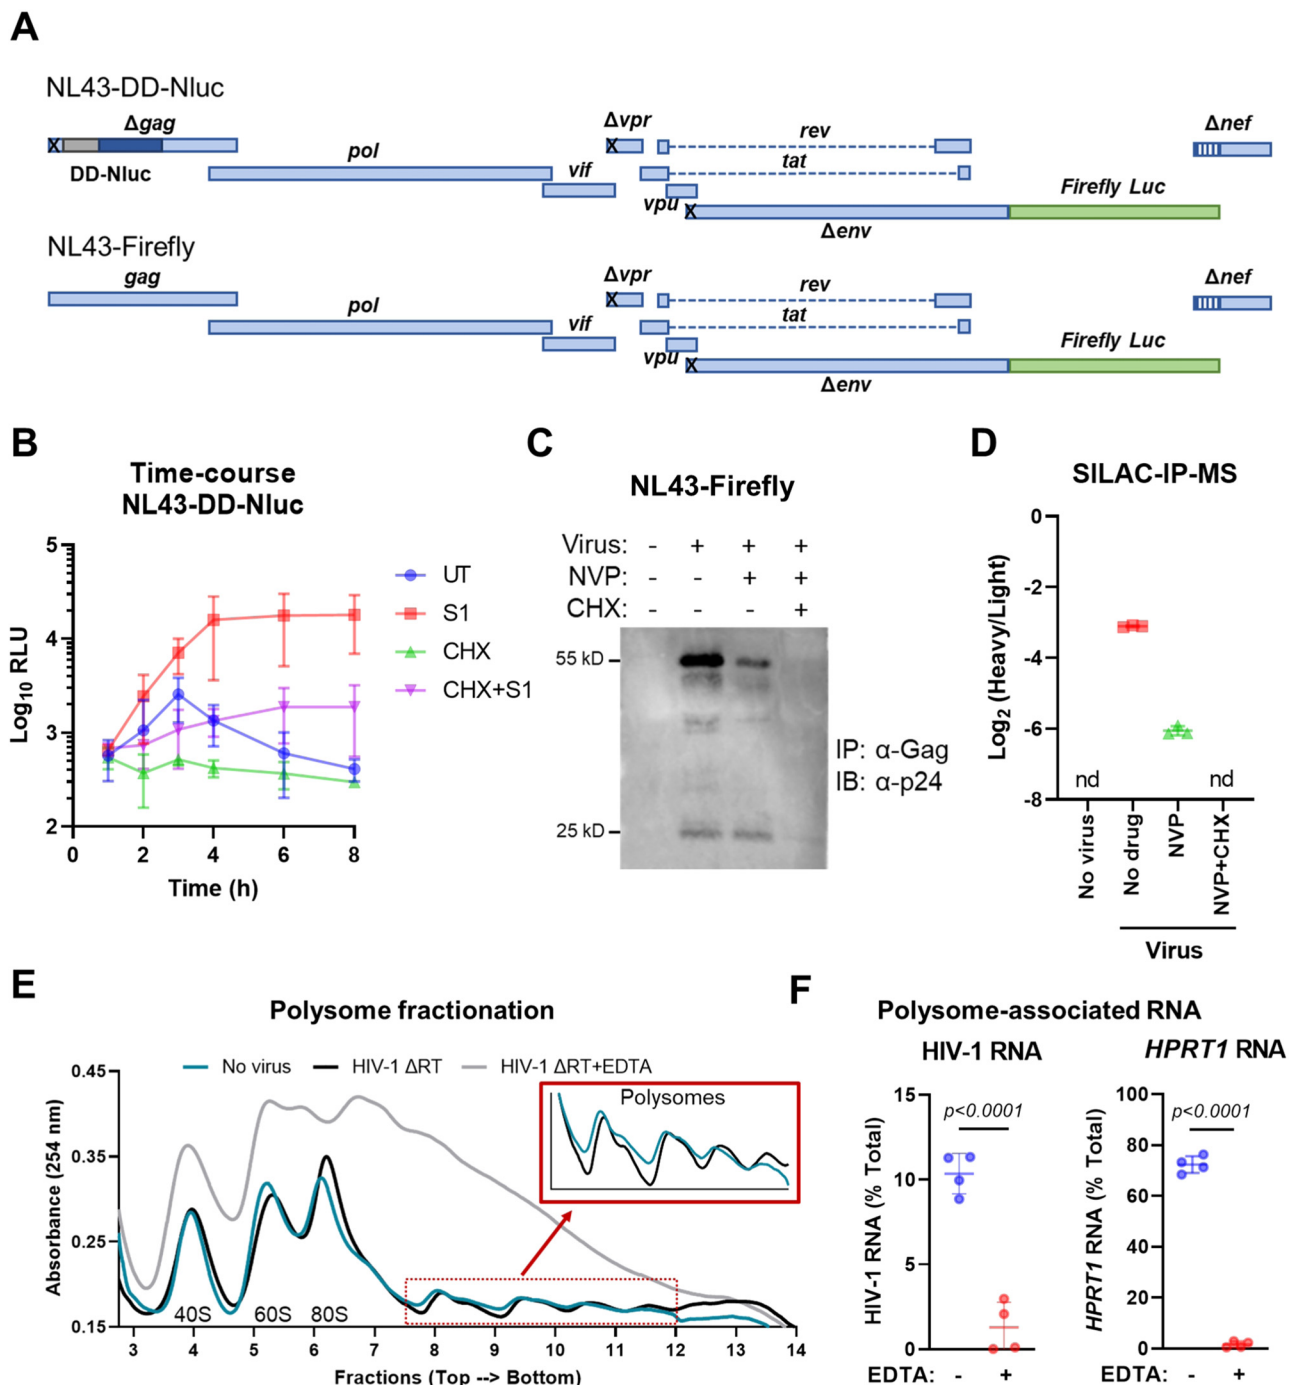 A
NL43-DD-Nluc
Δgag
Δvpr
rev
Δnef
X
X
pol
tat
DD-Nluc
vif
Firefly Luc
vpu
X
Δenv
NL43-Firefly
gag
Δvpr
rev
Δnef
X
pol
tat
vif
Firefly Luc
vpu
X
Δenv
B
Time-course
NL43-DD-Nluc
5
4
3
2
Log10 RLU
0 2 4 6 8
Time (h)
UT
S1
CHX
CHX+S1
C
NL43-Firefly
Virus: - + + +
NVP: - - + +
CHX: - - - +
55 kD
25 kD
IP: α-Gag
IB: α-p24
D
SILAC-IP-MS
0
-2
-4
-6
-8
Log2 (Heavy/Light)
nd
nd
No virus
No drug
NVP
NVP+CHX
Virus
E
Polysome fractionation
No virus HIV-1 ΔRT HIV-1 ΔRT+EDTA
0.45
0.35
0.25
0.15
Absorbance (254 nm)
Polysomes
40S 60S 80S
3 4 5 6 7 8 9 10 11 12 13 14
Fractions (Top --> Bottom)
F
Polysome-associated RNA
HIV-1 RNA
15
10
5
0
HIV-1 RNA (% Total)
p<0.0001
EDTA: - +
HPRT1 RNA
100
80
60
40
20
0
HPRT1 RNA (% Total)
p<0.0001
EDTA: - +